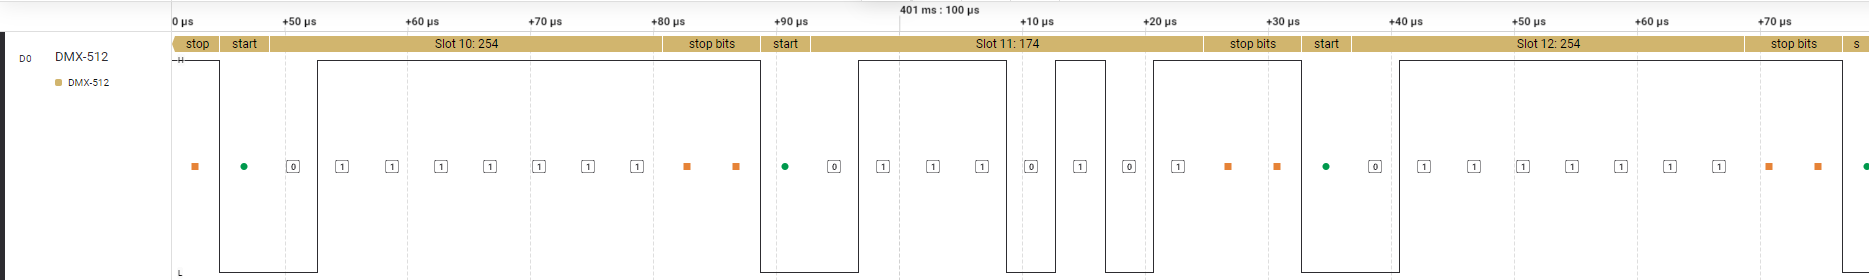 401 ms : 100 µs
0 µs +50 µs +60 µs +70 µs +80 µs +90 µs +10 µs +20 µs +30 µs +40 µs +50 µs +60 µs +70 µs
stop start Slot 10: 254 stop bits start Slot 11: 174 stop bits start Slot 12: 254 stop bits s
D0 DMX-512
H
DMX-512
0 1 1 1 1 1 1 1 0 1 1 1 0 1 0 1 0 1 1 1 1 1 1 1
L